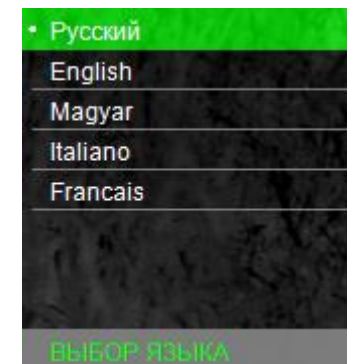 • Русский
English
Magyar
Italiano
Francais
ВЫБОР ЯЗЫКА